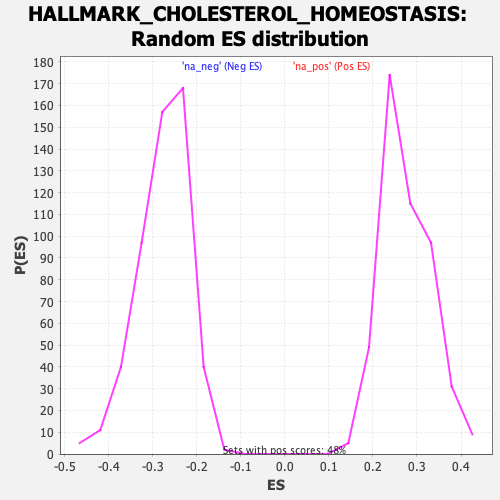 HALLMARK_CHOLESTEROL_HOMEOSTASIS:
Random ES distribution
'na_neg' (Neg ES) 'na_pos' (Pos ES)
180
170
160
150
140
130
120
110
100
90
80
70
60
50
40
30
20
10
0
P(ES)
Sets with pos scores: 48%
-0.5 -0.4 -0.3 -0.2 -0.1 0.0 0.1 0.2 0.3 0.4
ES